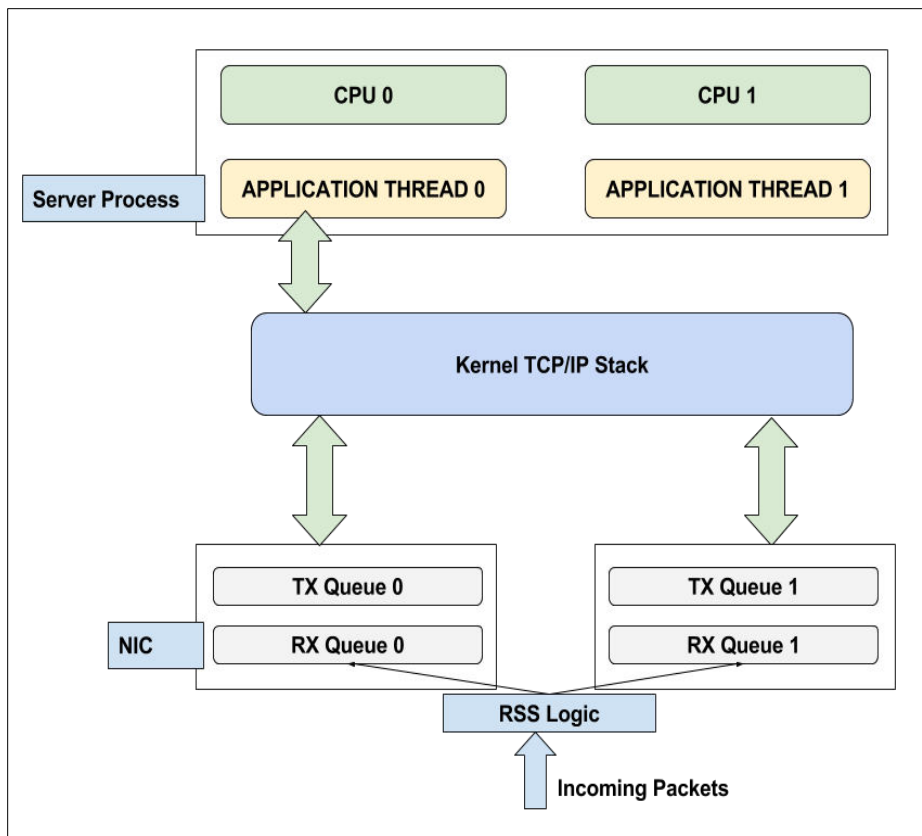 CPU 0
CPU 1
Server Process
APPLICATION THREAD 0
APPLICATION THREAD 1
Kernel TCP/IP Stack
TX Queue 0
TX Queue 1
NIC
RX Queue 0
RX Queue 1
RSS Logic
Incoming Packets